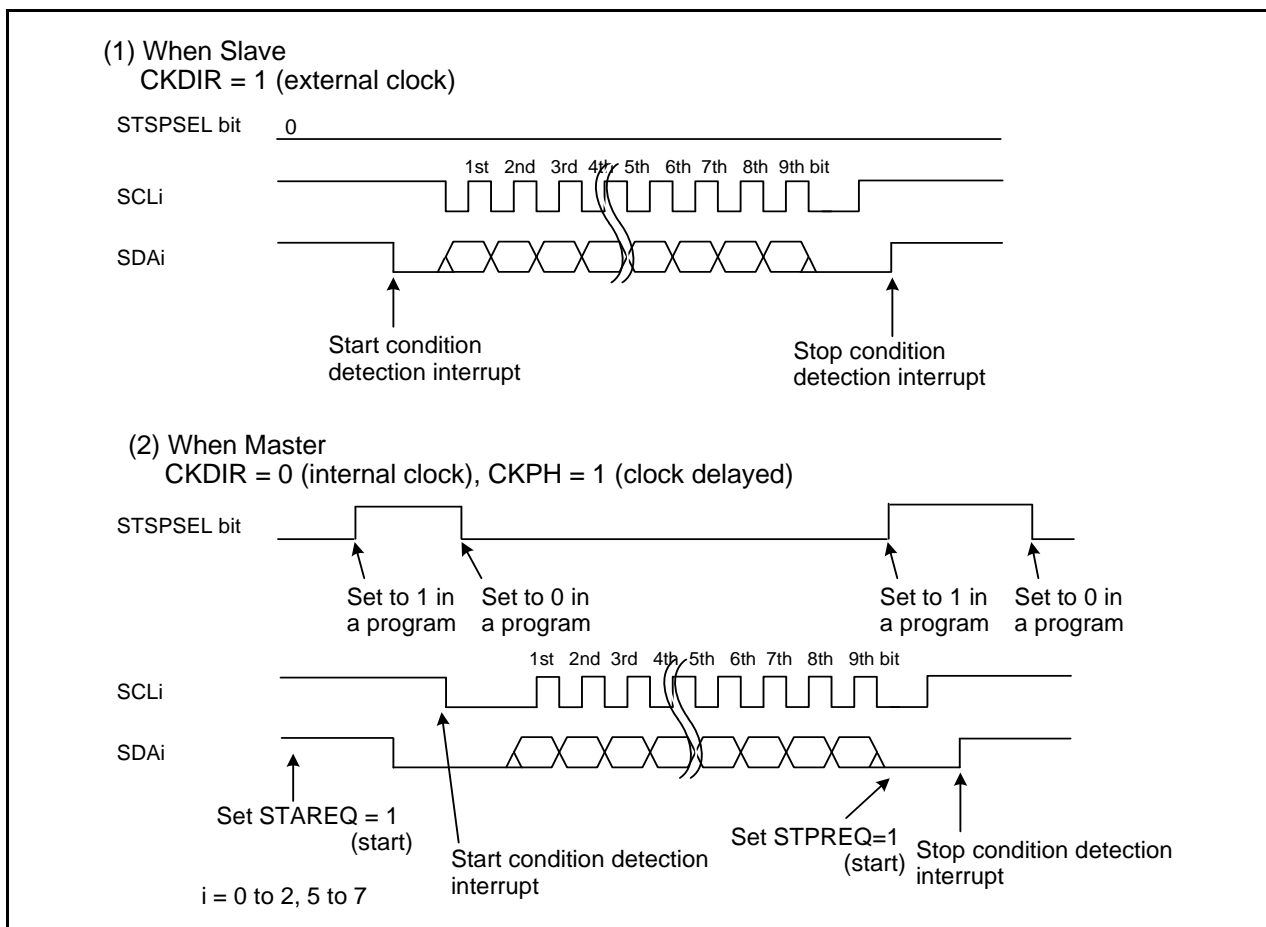 (1) When Slave
CKDIR = 1 (external clock)
STSPSEL bit
0
1st 2nd 3rd 4th 5th 6th 7th 8th 9th bit
SCLi
SDAi
Start condition
detection interrupt
Stop condition
detection interrupt
(2) When Master
CKDIR = 0 (internal clock), CKPH = 1 (clock delayed)
STSPSEL bit
Set to 1 in
a program
Set to 0 in
a program
Set to 1 in
a program
Set to 0 in
a program
1st 2nd 3rd 4th 5th 6th 7th 8th 9th bit
SCLi
SDAi
Set STAREQ = 1
(start)
Start condition detection
interrupt
Set STPREQ=1
(start)
Stop condition detection
interrupt
i = 0 to 2, 5 to 7